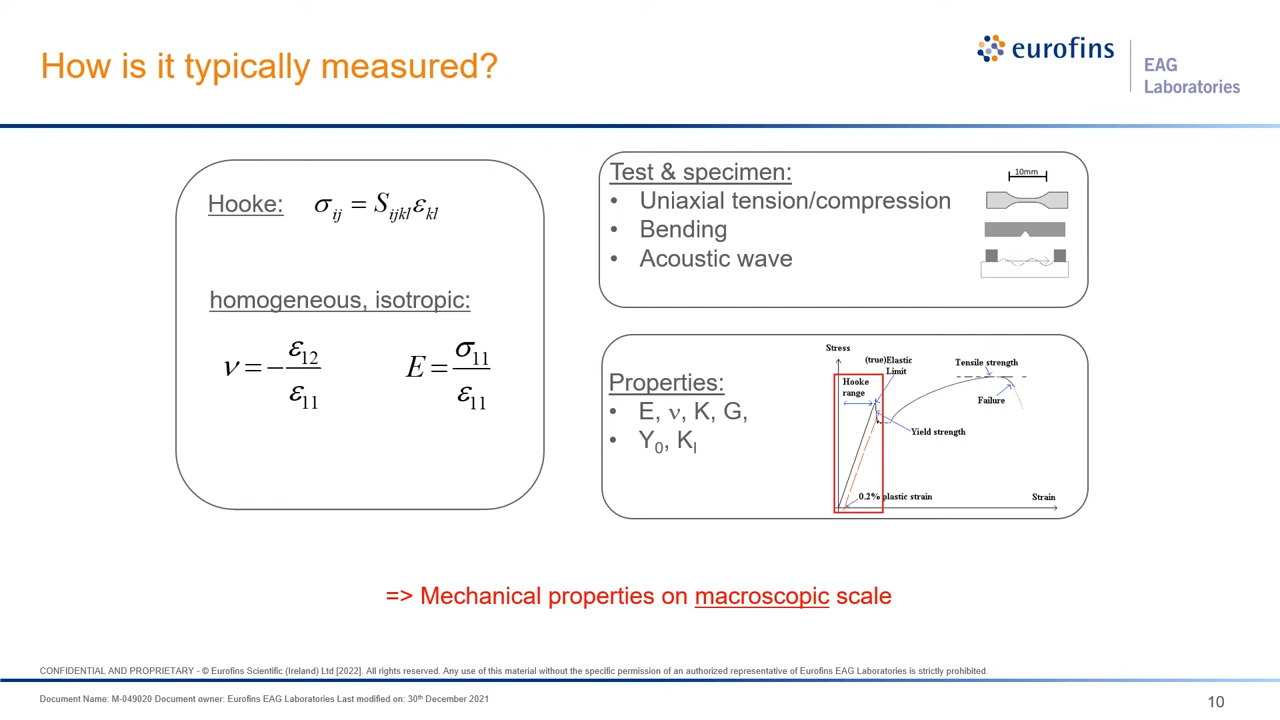 How is it typically measured?
eurofins
EAG
Laboratories
Hooke: σij = Sijkl εkl
homogeneous, isotropic:
ν = − ε12 / ε11
E = σ11 / ε11
Test & specimen:
• Uniaxial tension/compression
• Bending
• Acoustic wave
10mm
Properties:
• E, ν, K, G,
• Y0, KI
Stress
(true)Elastic
Limit
Hooke
range
Tensile strength
Failure
Yield strength
0.2% plastic strain
Strain
=> Mechanical properties on macroscopic scale
CONFIDENTIAL AND PROPRIETARY - © Eurofins Scientific (Ireland) Ltd [2022]. All rights reserved. Any use of this material without the specific permission of an authorized representative of Eurofins EAG Laboratories is strictly prohibited.
Document Name: M-049020 Document owner: Eurofins EAG Laboratories Last modified on: 30th December 2021
10